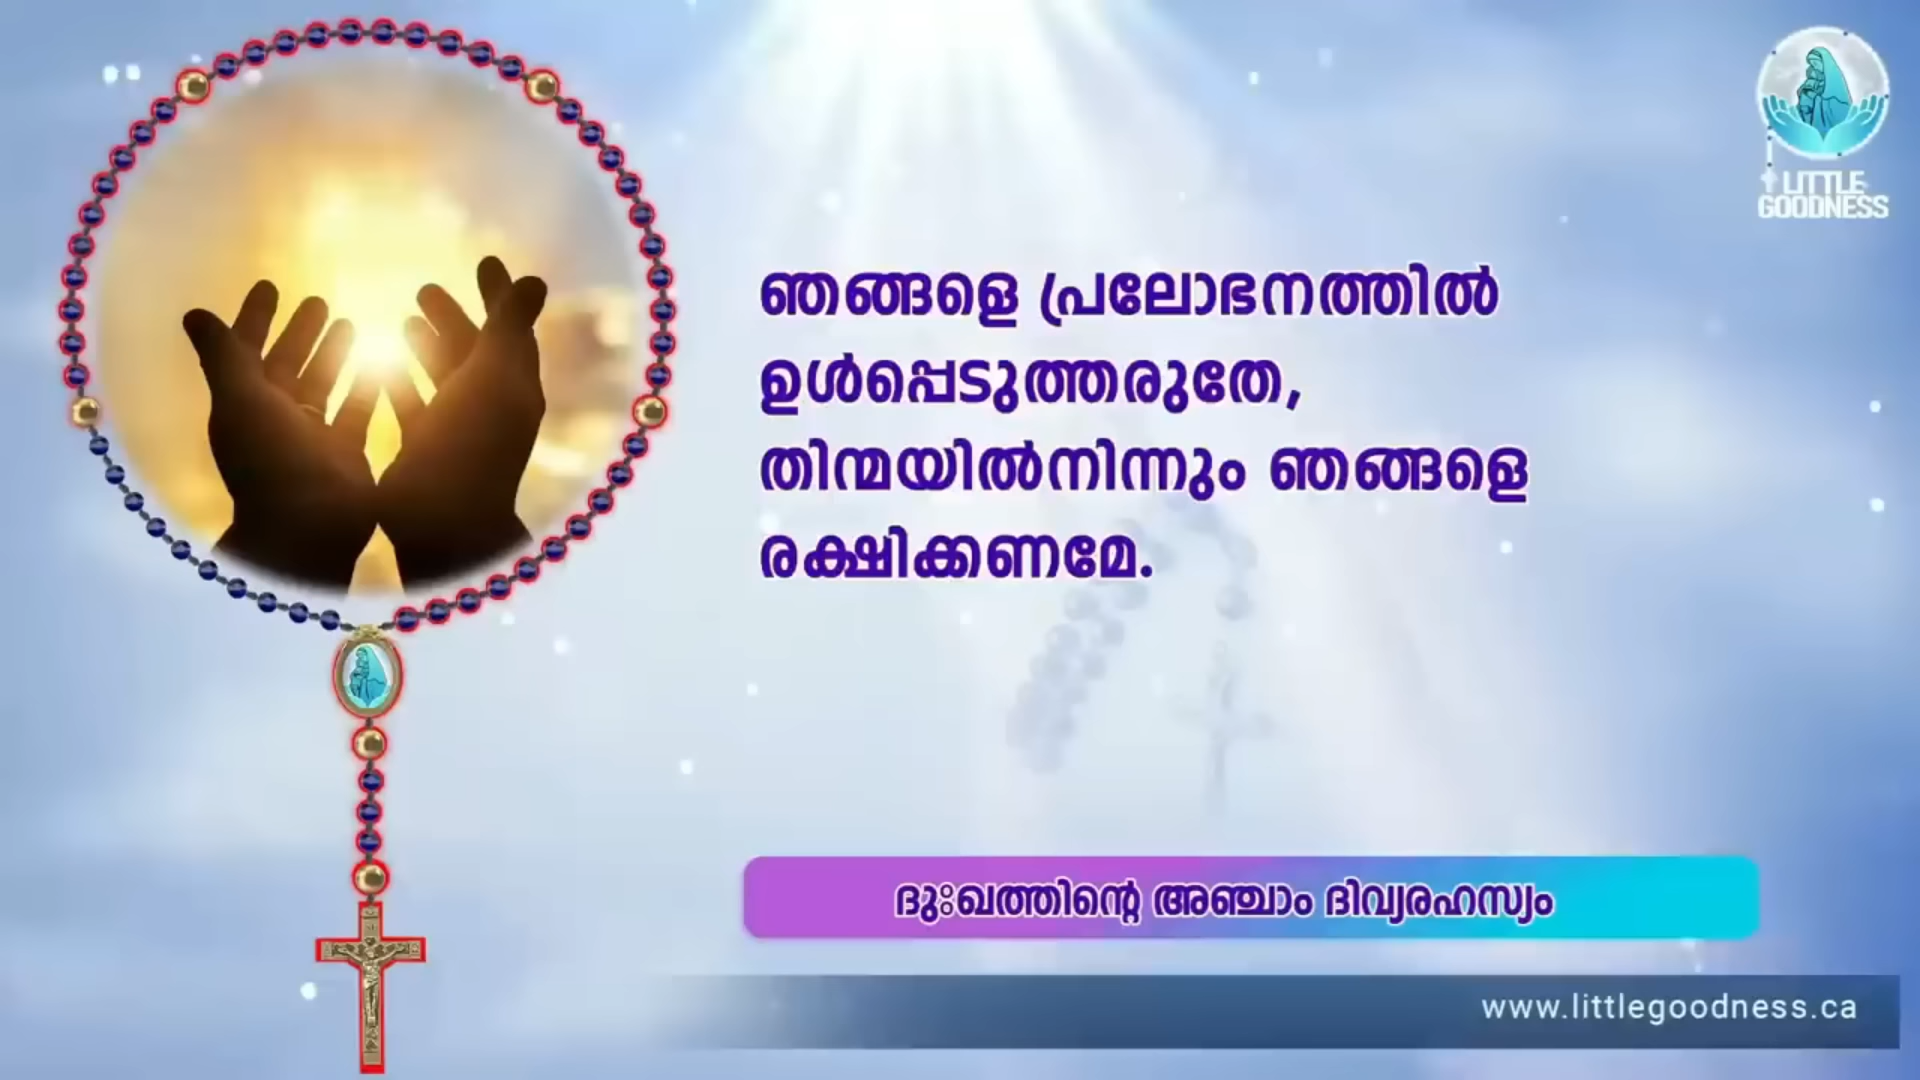 LITTLE
GOODNESS
ഞങ്ങളെ പ്രലോഭനത്തിൽ
ഉൾപ്പെടുത്തരുതേ,
തിന്മയിൽനിന്നും ഞങ്ങളെ
രക്ഷിക്കണമേ.
ദുഃഖത്തിന്റെ അഞ്ചാം ദിവ്യരഹസ്യം
www.littlegoodness.ca